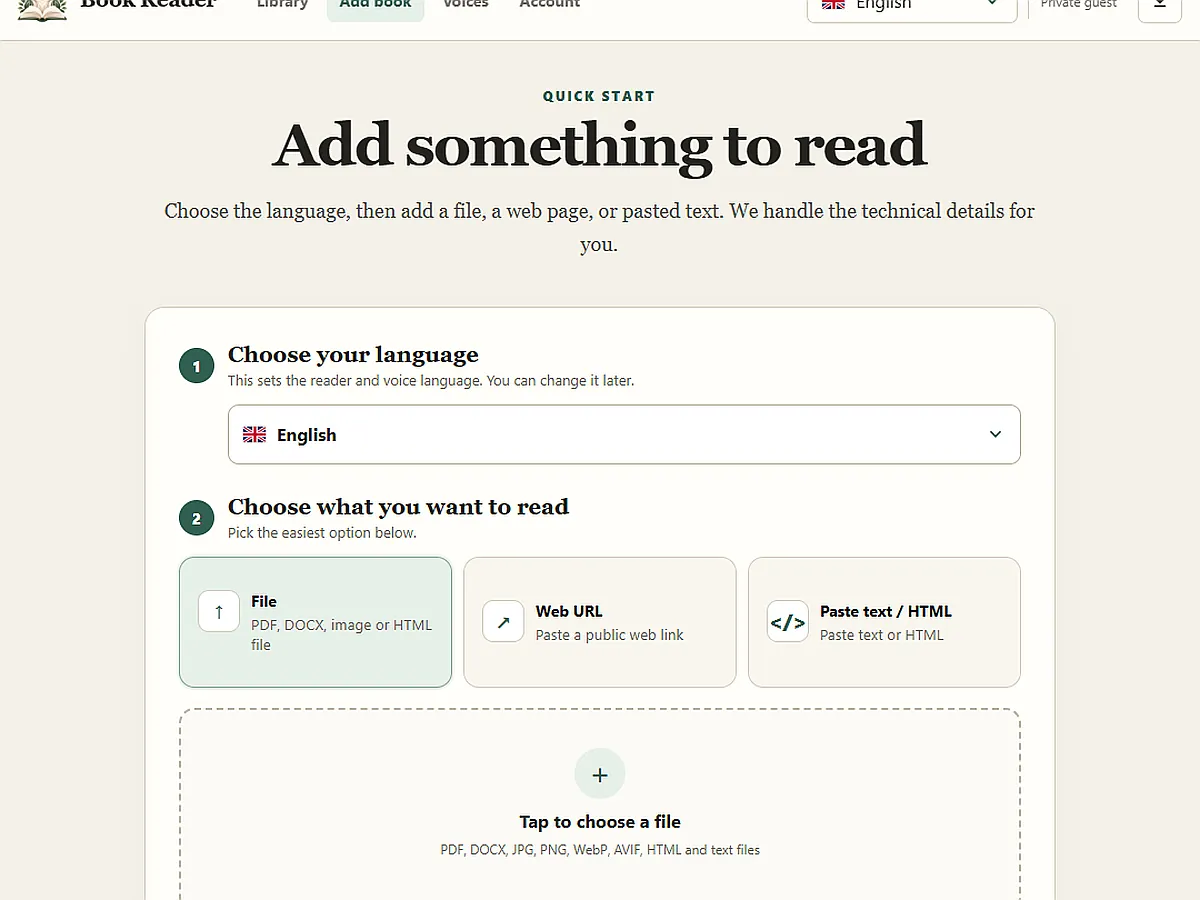 Book Reader
Library
Add book
Voices
Account
English
Private guest
QUICK START
Add something to read
Choose the language, then add a file, a web page, or pasted text. We handle the technical details for
you.
1
Choose your language
This sets the reader and voice language. You can change it later.
English
2
Choose what you want to read
Pick the easiest option below.
↑
File
PDF, DOCX, image or HTML
file
↗
Web URL
Paste a public web link
</>
Paste text / HTML
Paste text or HTML
+
Tap to choose a file
PDF, DOCX, JPG, PNG, WebP, AVIF, HTML and text files